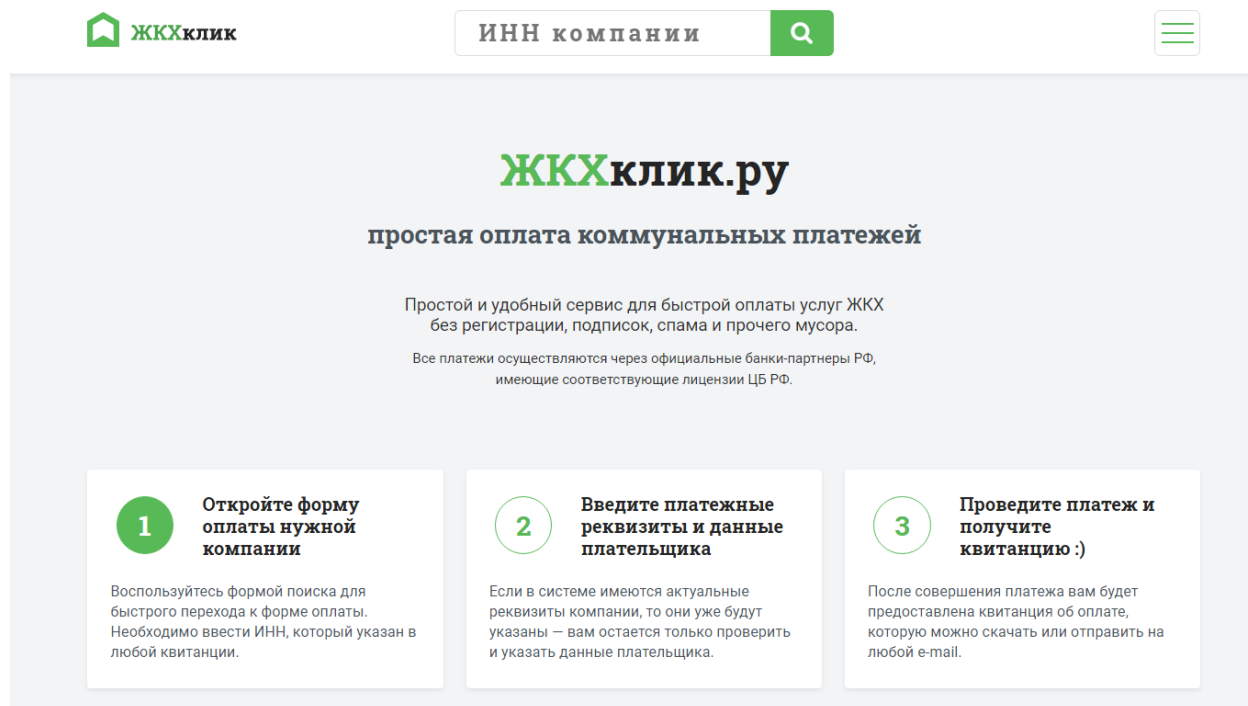 ЖКХклик
ИНН компании
ЖКХклик.ру
простая оплата коммунальных платежей
Простой и удобный сервис для быстрой оплаты услуг ЖКХ
без регистрации, подписок, спама и прочего мусора.
Все платежи осуществляются через официальные банки-партнеры РФ,
имеющие соответствующие лицензии ЦБ РФ.
1
Откройте форму
оплаты нужной
компании
Воспользуйтесь формой поиска для
быстрого перехода к форме оплаты.
Необходимо ввести ИНН, который указан в
любой квитанции.
2
Введите платежные
реквизиты и данные
плательщика
Если в системе имеются актуальные
реквизиты компании, то они уже будут
указаны — вам остается только проверить
и указать данные плательщика.
3
Проведите платеж и
получите
квитанцию :)
После совершения платежа вам будет
предоставлена квитанция об оплате,
которую можно скачать или отправить на
любой e-mail.